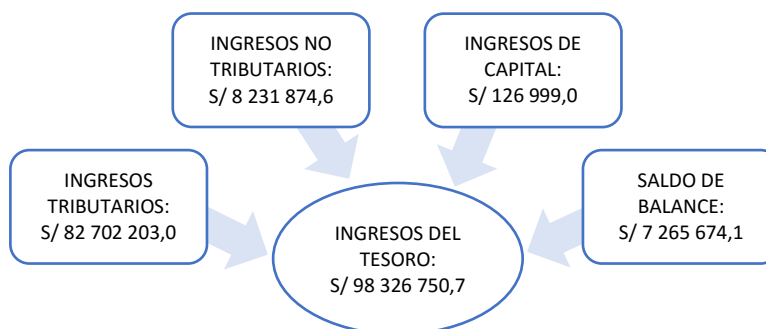 INGRESOS NO
TRIBUTARIOS:
S/ 8 231 874,6
INGRESOS DE
CAPITAL:
S/ 126 999,0
INGRESOS
TRIBUTARIOS:
S/ 82 702 203,0
SALDO DE
BALANCE:
S/ 7 265 674,1
INGRESOS DEL
TESORO:
S/ 98 326 750,7